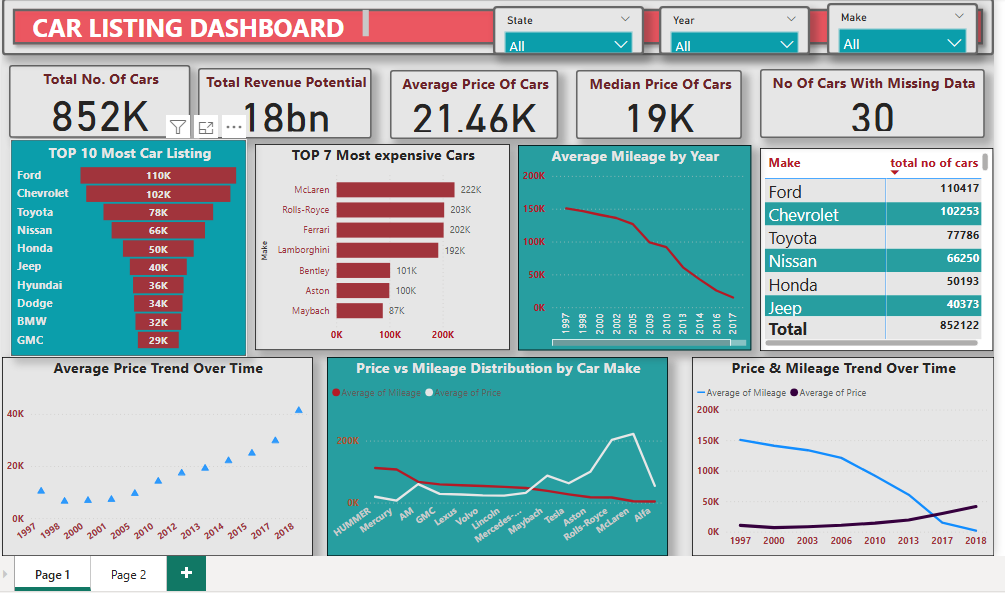 CAR LISTING DASHBOARD
State
All
Year
All
Make
All
Total No. Of Cars
852K
Total Revenue Potential
18bn
Average Price Of Cars
21.46K
Median Price Of Cars
19K
No Of Cars With Missing Data
30
TOP 10 Most Car Listing
Ford 110K
Chevrolet 102K
Toyota 78K
Nissan 66K
Honda 50K
Jeep 40K
Hyundai 36K
Dodge 34K
BMW 32K
GMC 29K
TOP 7 Most expensive Cars
Make
McLaren 222K
Rolls-Royce 203K
Ferrari 202K
Lamborghini 192K
Bentley 101K
Aston 100K
Maybach 87K
0K 100K 200K
Average Mileage by Year
200K
150K
100K
50K
0K
1997 1998 2000 2002 2005 2009 2010 2013 2014 2016 2017
Make total no of cars
Ford 110417
Chevrolet 102253
Toyota 77786
Nissan 66250
Honda 50193
Jeep 40373
Total 852122
Average Price Trend Over Time
40K
20K
0K
1997 1998 2000 2001 2005 2010 2012 2013 2014 2015 2017 2018
Price vs Mileage Distribution by Car Make
Average of Mileage Average of Price
200K
0K
HUMMER Mercury AM GMC Lexus Volvo Lincoln Mercedes-... Maybach Tesla Aston Rolls-Royce McLaren Alfa
Price & Mileage Trend Over Time
Average of Mileage Average of Price
200K
150K
100K
50K
0K
1997 2000 2003 2006 2010 2013 2017 2018
Page 1 Page 2 +